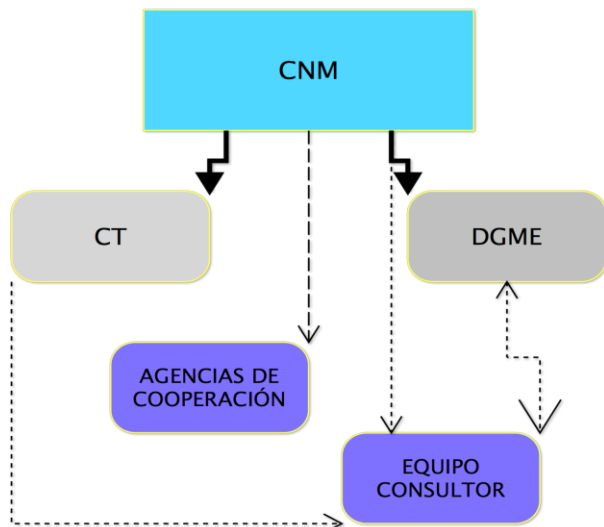 CNM
CT
DGME
AGENCIAS DE
COOPERACIÓN
EQUIPO
CONSULTOR